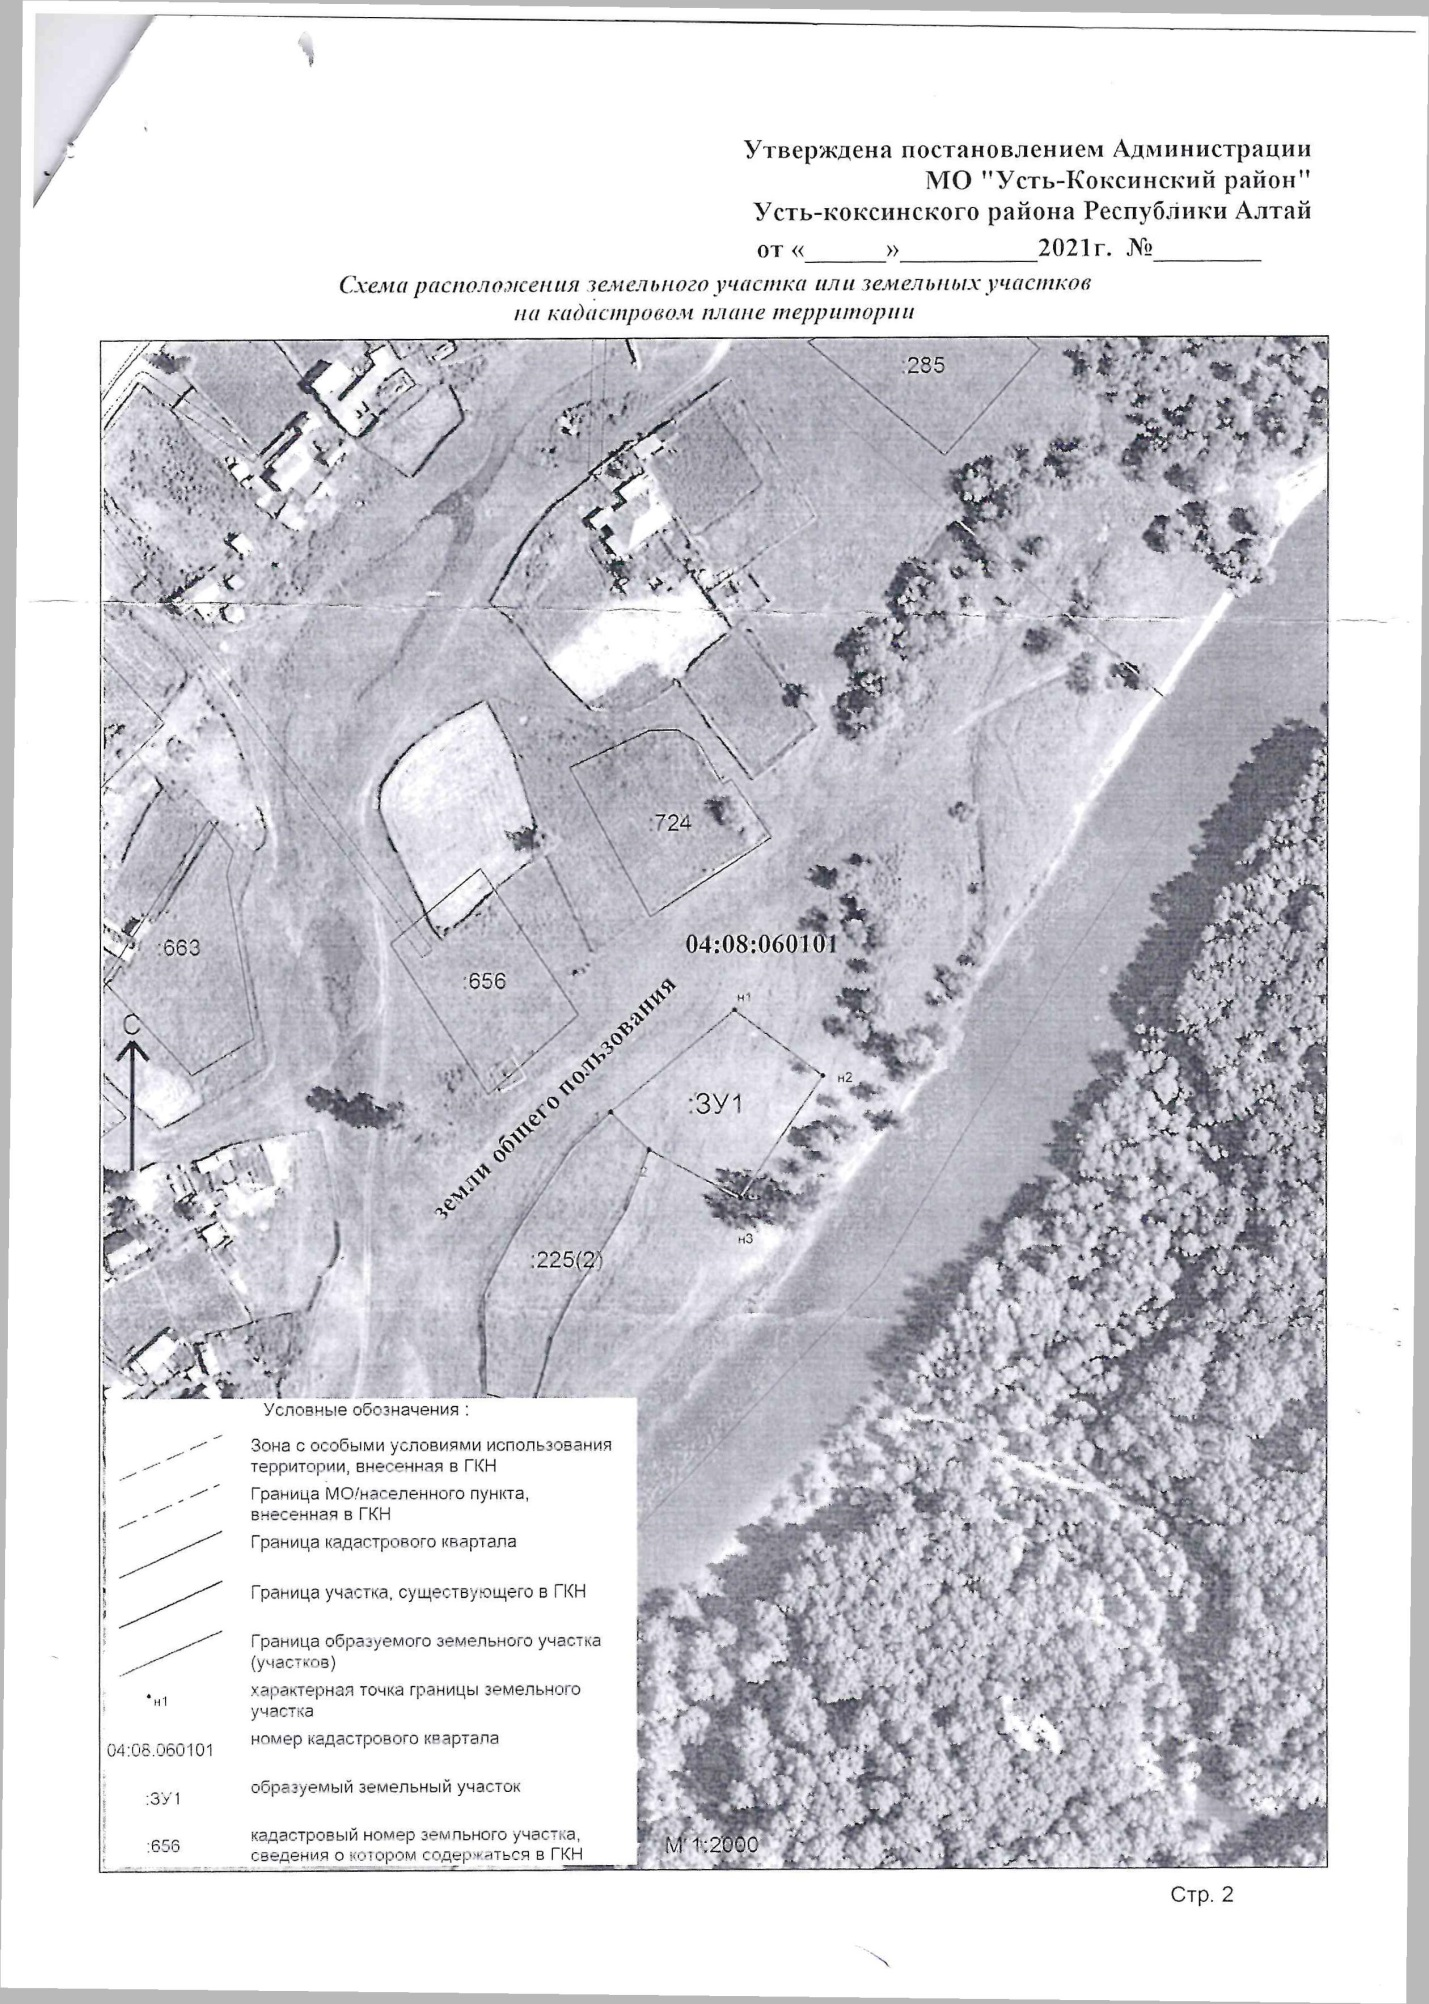 Утверждена постановлением Администрации
МО "Усть-Коксинский район"
Усть-коксинского района Республики Алтай
от «______»__________2021г. №________
Схема расположения земельного участка или земельных участков
на кадастровом плане территории
:285
:724
04:08:060101
:663
:656
земли общего пользования
С
н1
н2
:ЗУ1
2
н3
:225(2)
Условные обозначения :
Зона с особыми условиями использования
территории, внесенная в ГКН
Граница МО/населенного пункта,
внесенная в ГКН
Граница кадастрового квартала
Граница участка, существующего в ГКН
Граница образуемого земельного участка
(участков)
н1
характерная точка границы земельного
участка
04:08.060101
номер кадастрового квартала
:ЗУ1
образуемый земельный участок
:656
кадастровый номер земльного участка,
сведения о котором содержаться в ГКН
М 1:2000
Стр. 2